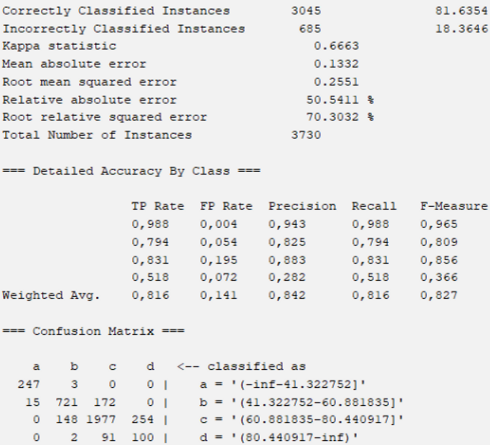 Correctly Classified Instances 3045 81.6354
Incorrectly Classified Instances 685 18.3646
Kappa statistic 0.6663
Mean absolute error 0.1332
Root mean squared error 0.2551
Relative absolute error 50.5411 %
Root relative squared error 70.3032 %
Total Number of Instances 3730
=== Detailed Accuracy By Class ===
TP Rate FP Rate Precision Recall F-Measure
0,988 0,004 0,943 0,988 0,965
0,794 0,054 0,825 0,794 0,809
0,831 0,195 0,883 0,831 0,856
0,518 0,072 0,282 0,518 0,366
Weighted Avg. 0,816 0,141 0,842 0,816 0,827
=== Confusion Matrix ===
a b c d <-- classified as
247 3 0 0 | a = '(-inf-41.322752]'
15 721 172 0 | b = '(41.322752-60.881835]'
0 148 1977 254 | c = '(60.881835-80.440917]'
0 2 91 100 | d = '(80.440917-inf)'